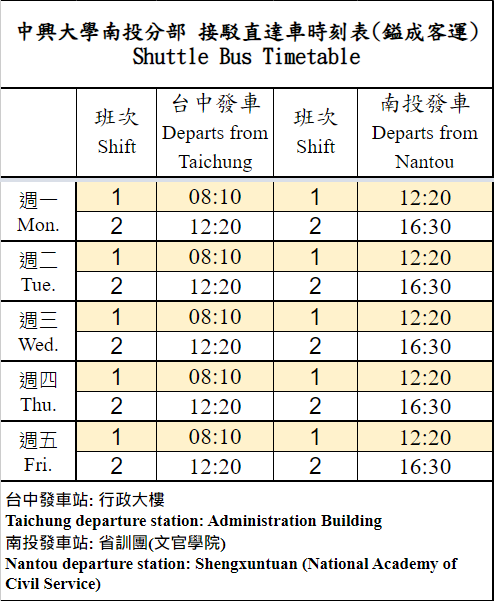 中興大學南投分部 接駁直達車時刻表(鎰成客運)
Shuttle Bus Timetable
班次 台中發車 班次 南投發車
Shift Departs from Taichung Shift Departs from Nantou
週一 Mon. 1 08:10 1 12:20
2 12:20 2 16:30
週二 Tue. 1 08:10 1 12:20
2 12:20 2 16:30
週三 Wed. 1 08:10 1 12:20
2 12:20 2 16:30
週四 Thu. 1 08:10 1 12:20
2 12:20 2 16:30
週五 Fri. 1 08:10 1 12:20
2 12:20 2 16:30
台中發車站: 行政大樓
Taichung departure station: Administration Building
南投發車站: 省訓團(文官學院)
Nantou departure station: Shengxuntuan (National Academy of
Civil Service)